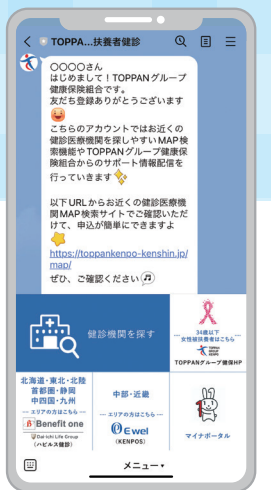 TOPPA...扶養者健診
〇〇〇〇さん
はじめまして！TOPPANグループ
健康保険組合です。
友だち登録ありがとうございます
こちらのアカウントではお近く
の健診医療機関を探しやすいMAP検
索機能やTOPPANグループ健康保
険組合からのサポート情報配信を
行っていきます
以下URLからお近くの健診医療機
関MAP検索サイトでご確認いただ
けて、申込が簡単にできますよ
https://toppankenpo-kenshin.jp/
map/
ぜひ、ご確認ください
健診機関を探す
34歳以下
女性被扶養者はこちら
TOPPANグループ健保HP
北海道・東北・北陸
首都圏・静岡
中四国・九州
エリアの方はこちら
Benefit one
Dai-ichi Life Group
（ハピルス健診）
中部・近畿
エリアの方はこちら
Ewel
（KENPOS）
マイナポータル
メニュー▾